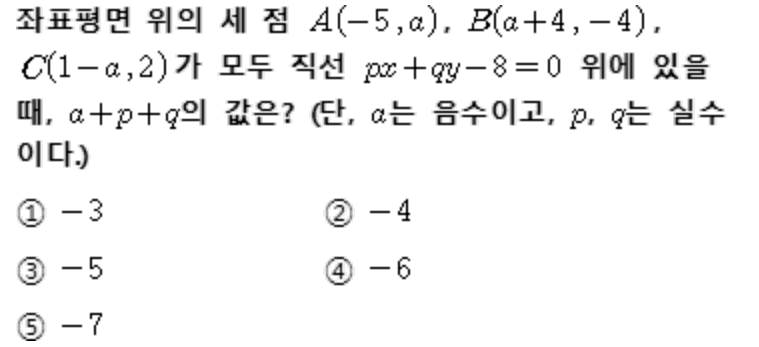 좌표평면 위의 세 점 A(−5,a), B(a+4,−4),
C(1−a,2)가 모두 직선 px+qy−8=0 위에 있을
때, a+p+q의 값은? (단, a는 음수이고, p, q는 실수
이다.)
① −3 ② −4
③ −5 ④ −6
⑤ −7